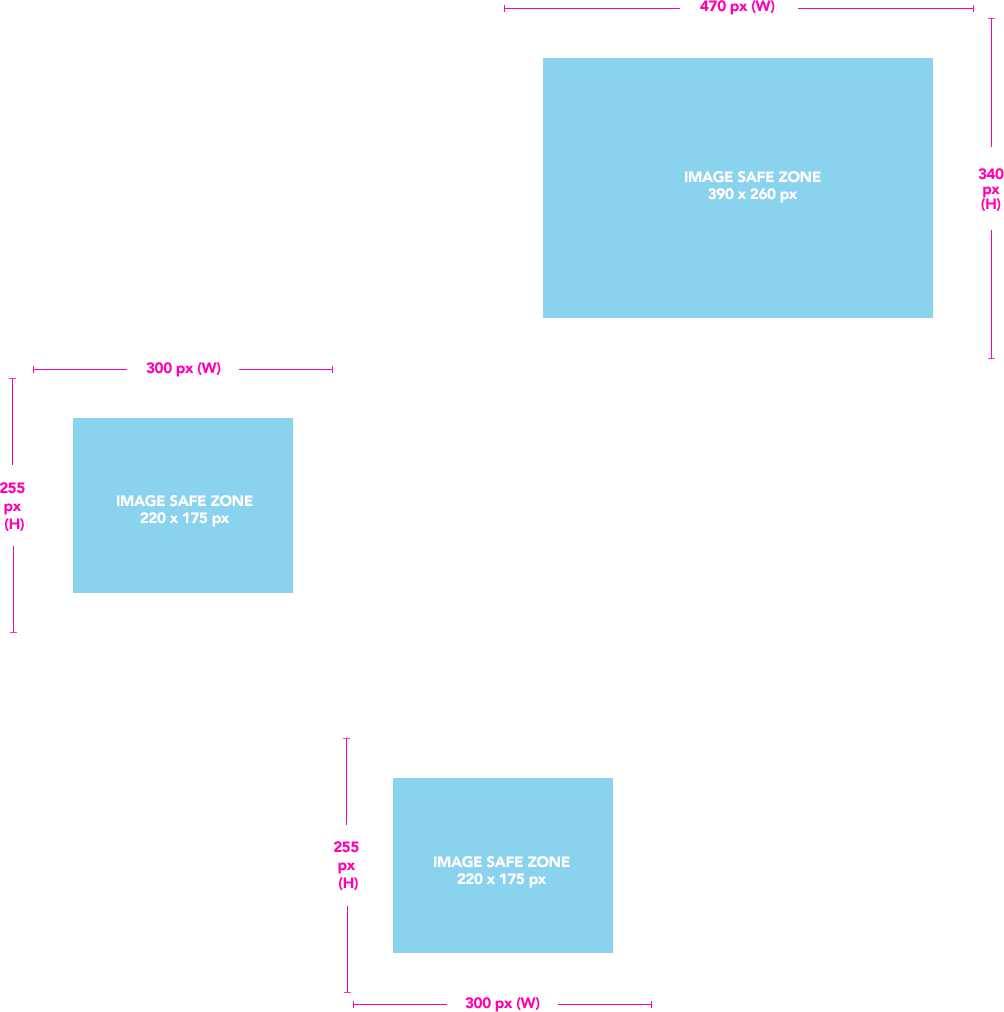 470 px (W)
IMAGE SAFE ZONE
390 x 260 px
340
px
(H)
300 px (W)
255
px
(H)
IMAGE SAFE ZONE
220 x 175 px
255
px
(H)
IMAGE SAFE ZONE
220 x 175 px
300 px (W)